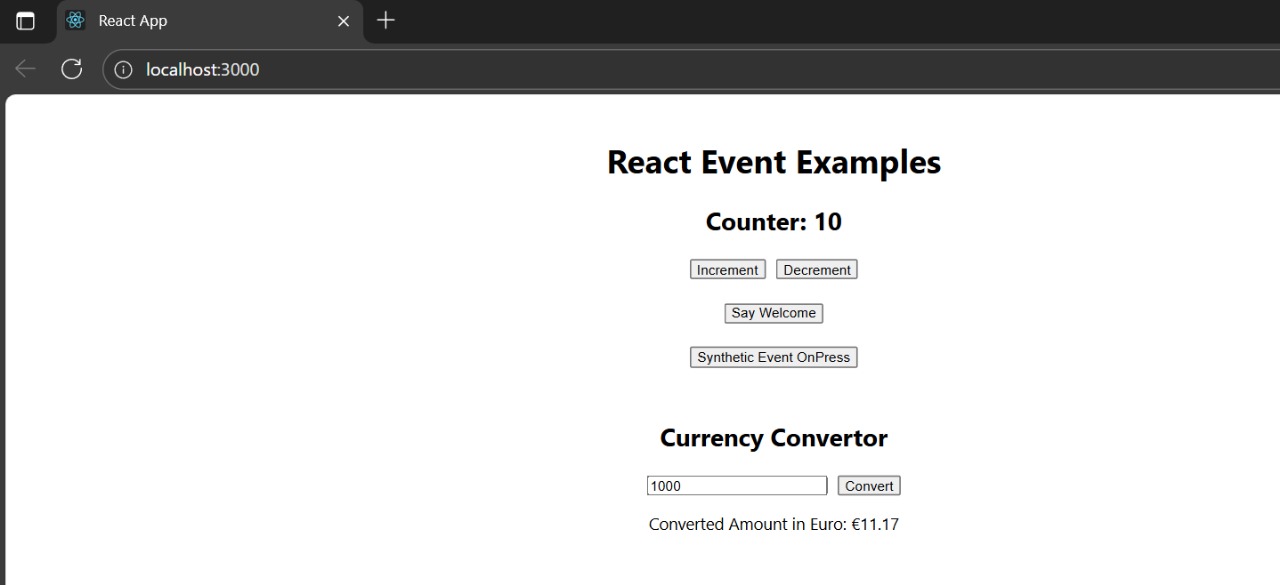 React App
localhost:3000
React Event Examples
Counter: 10
Increment Decrement
Say Welcome
Synthetic Event OnPress
Currency Convertor
1000 Convert
Converted Amount in Euro: €11.17